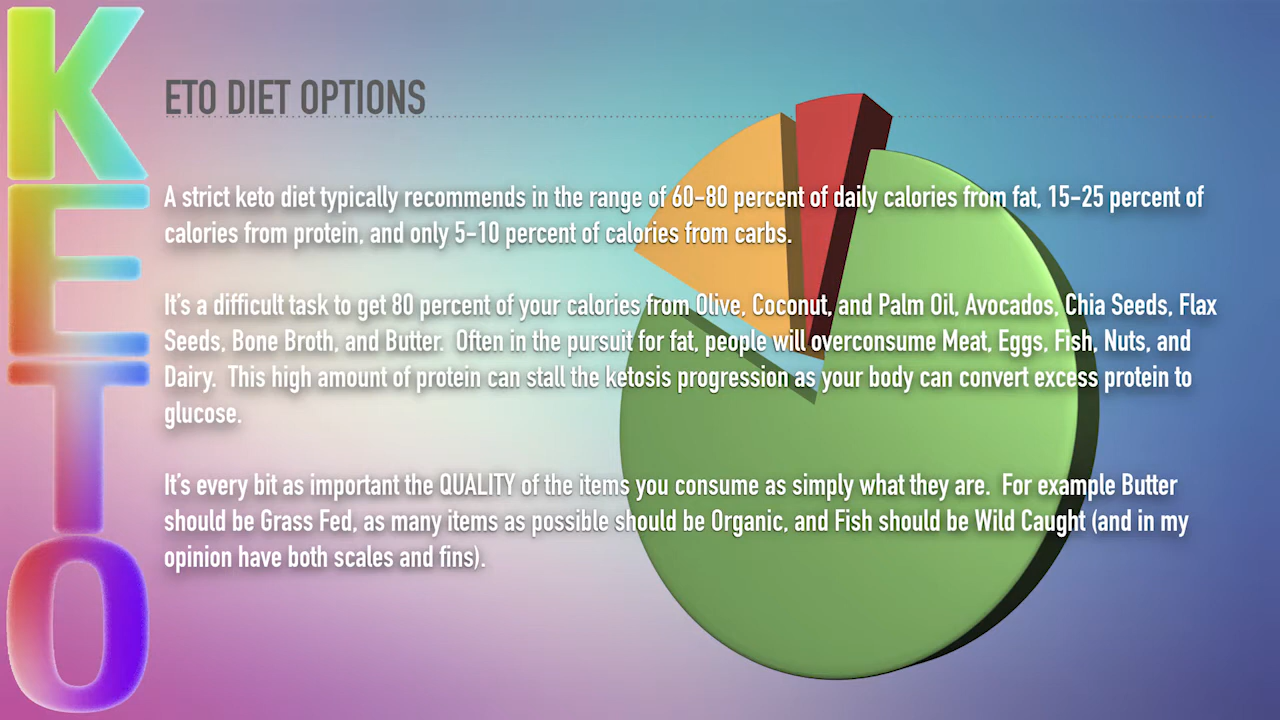 KETO
ETO DIET OPTIONS
A strict keto diet typically recommends in the range of 60-80 percent of daily calories from fat, 15-25 percent of
calories from protein, and only 5-10 percent of calories from carbs.
It's a difficult task to get 80 percent of your calories from Olive, Coconut, and Palm Oil, Avocados, Chia Seeds, Flax
Seeds, Bone Broth, and Butter.  Often in the pursuit for fat, people will overconsume Meat, Eggs, Fish, Nuts, and
Dairy.  This high amount of protein can stall the ketosis progression as your body can convert excess protein to
glucose.
It's every bit as important the QUALITY of the items you consume as simply what they are.  For example Butter
should be Grass Fed, as many items as possible should be Organic, and Fish should be Wild Caught (and in my
opinion have both scales and fins).